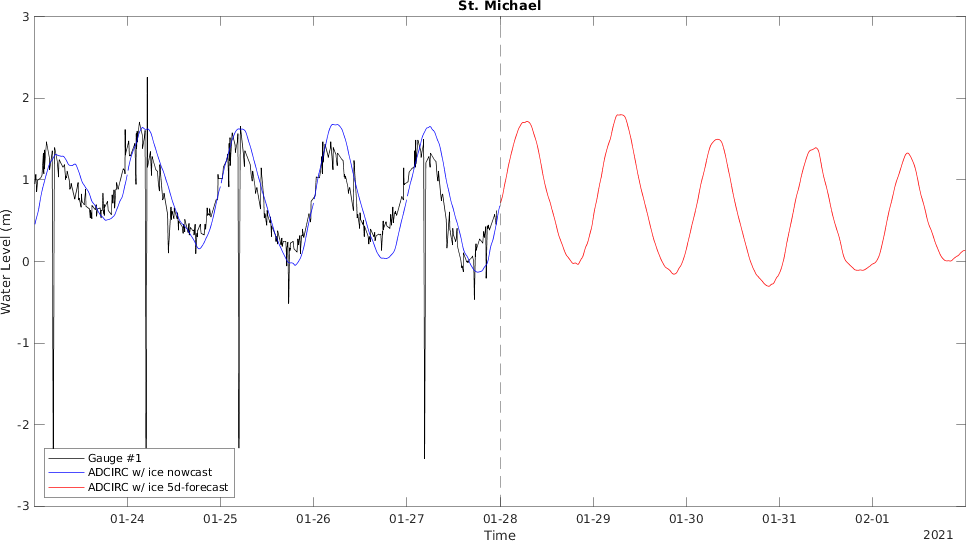 St. Michael
3
2
1
0
-1
-2
-3
Water Level (m)
Gauge #1
ADCIRC w/ ice nowcast
ADCIRC w/ ice 5d-forecast
01-24 01-25 01-26 01-27 01-28 01-29 01-30 01-31 02-01
Time
2021